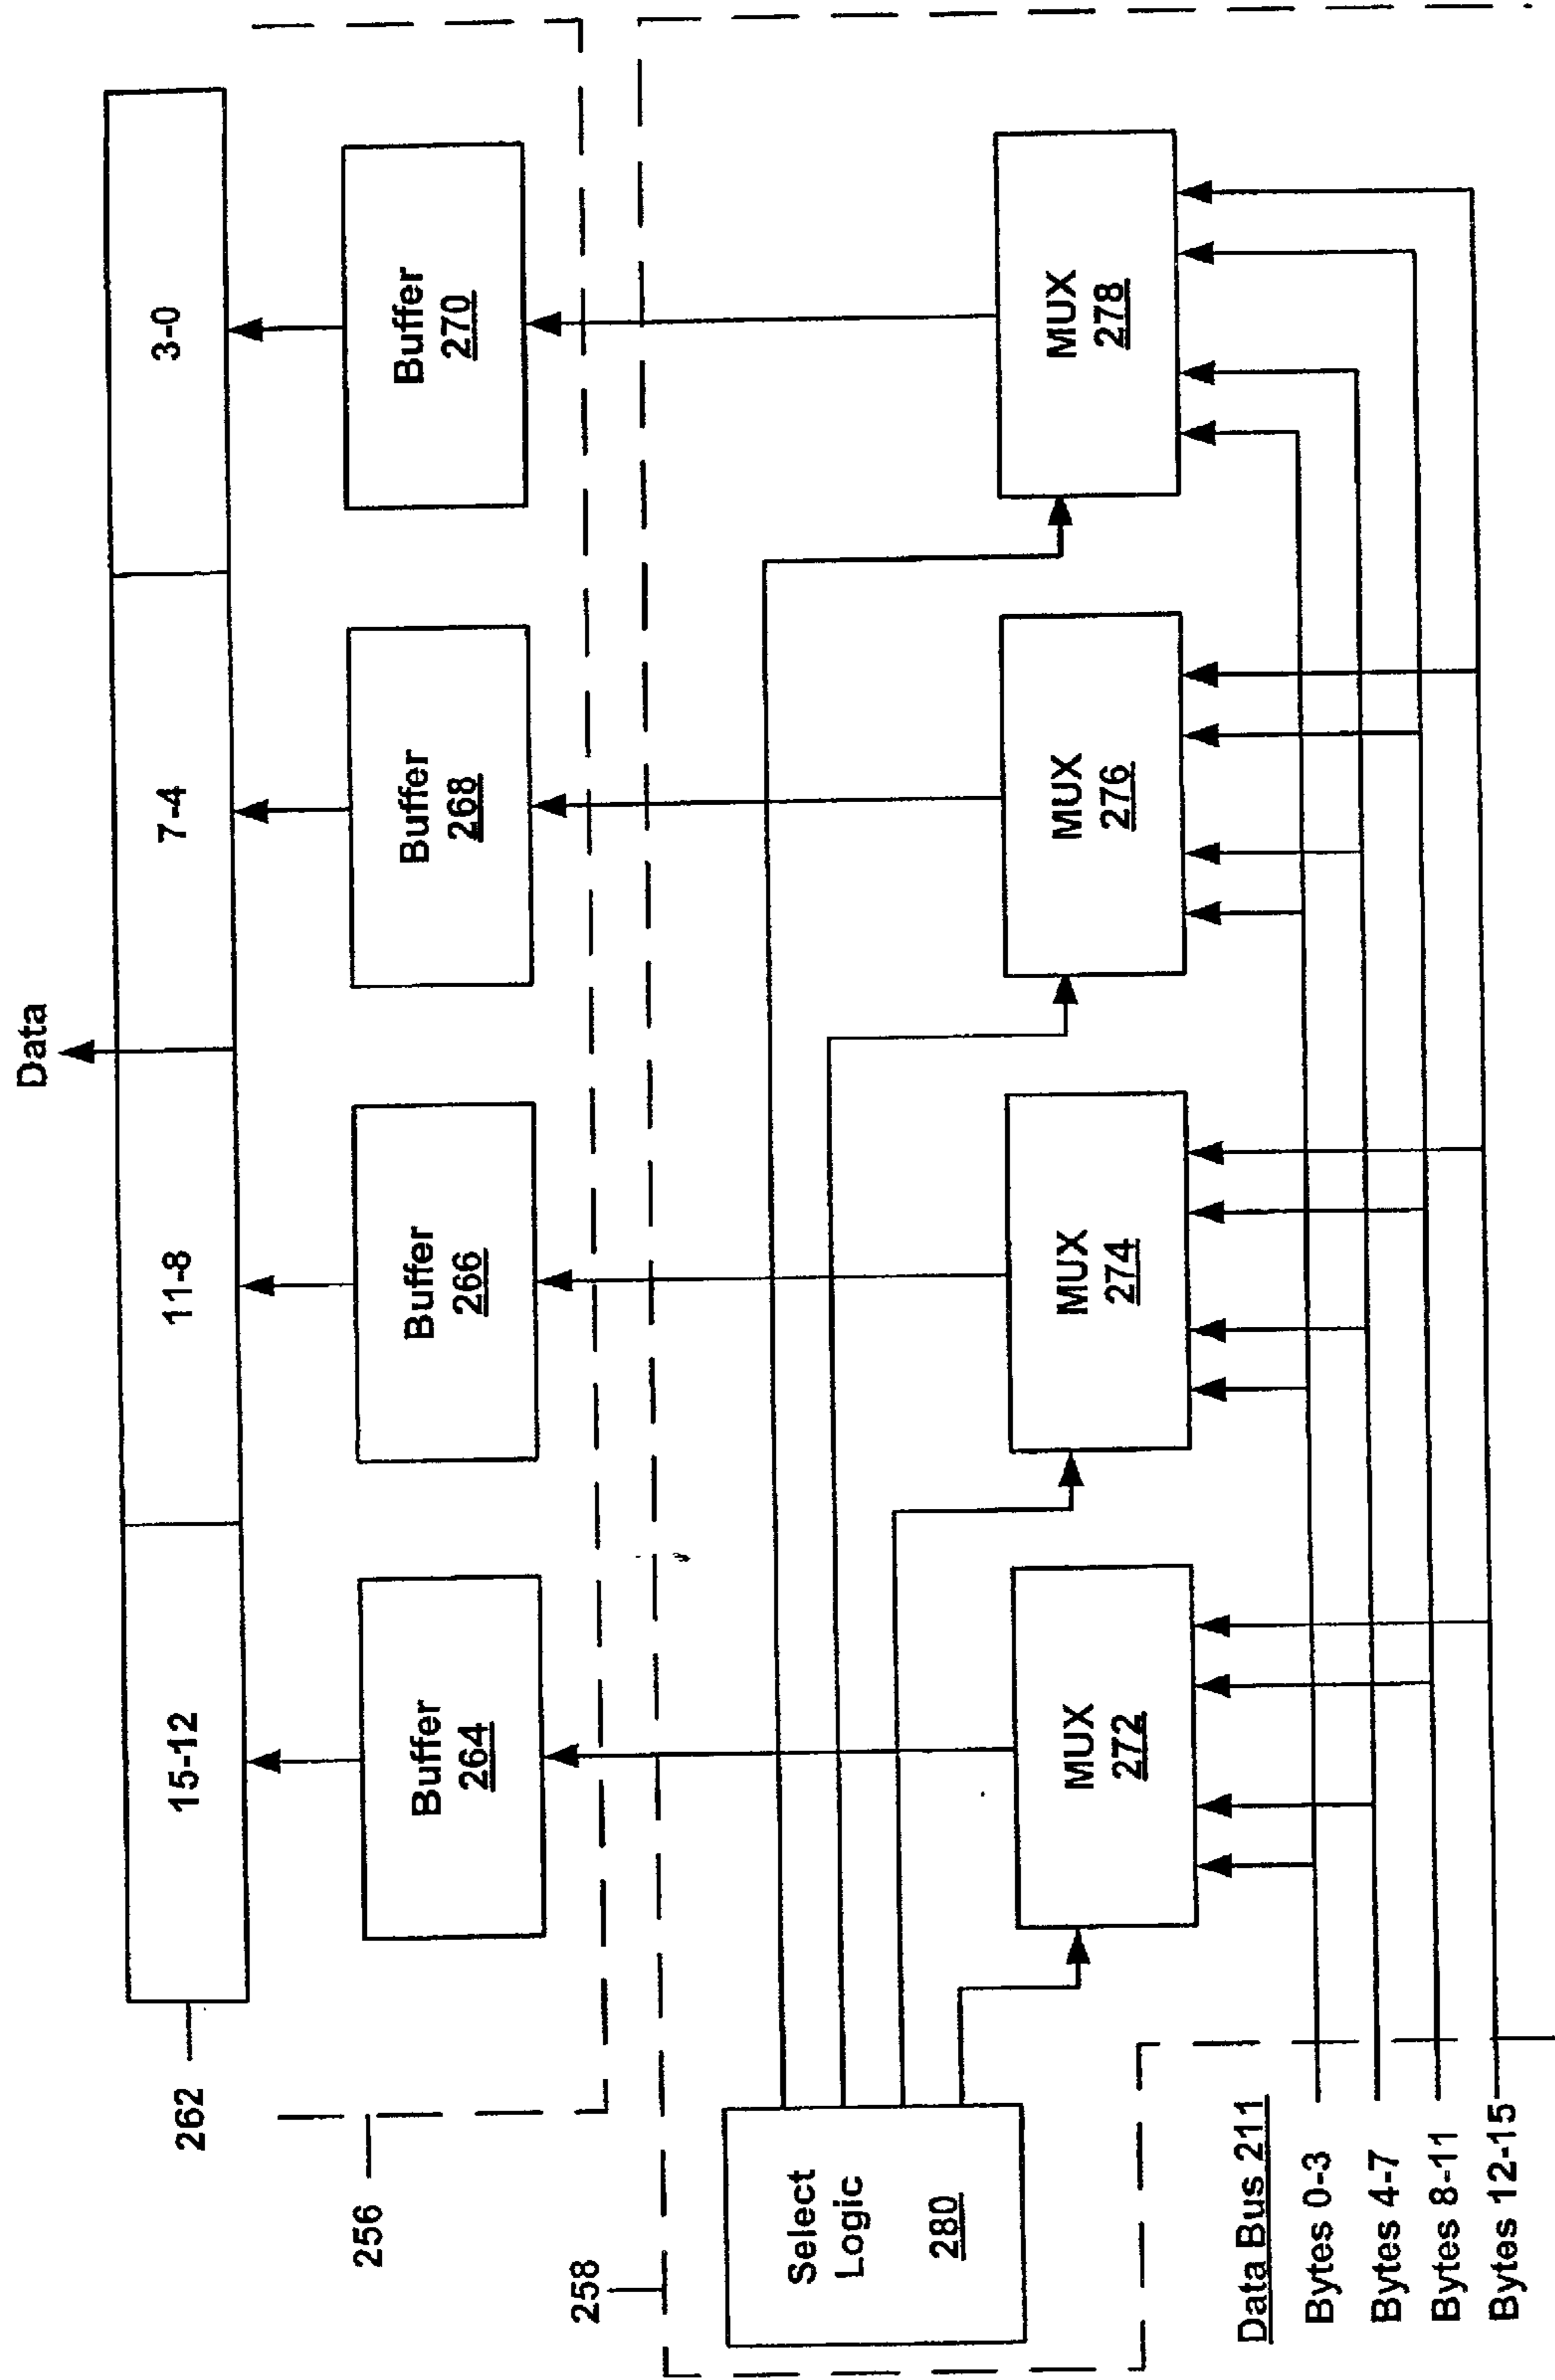 Data
262
15-12
11-8
7-4
3-0
256
Buffer
264
Buffer
266
Buffer
268
Buffer
270
258
Select
Logic
280
MUX
272
MUX
274
MUX
276
MUX
278
Data Bus 211
Bytes 0-3
Bytes 4-7
Bytes 8-11
Bytes 12-15